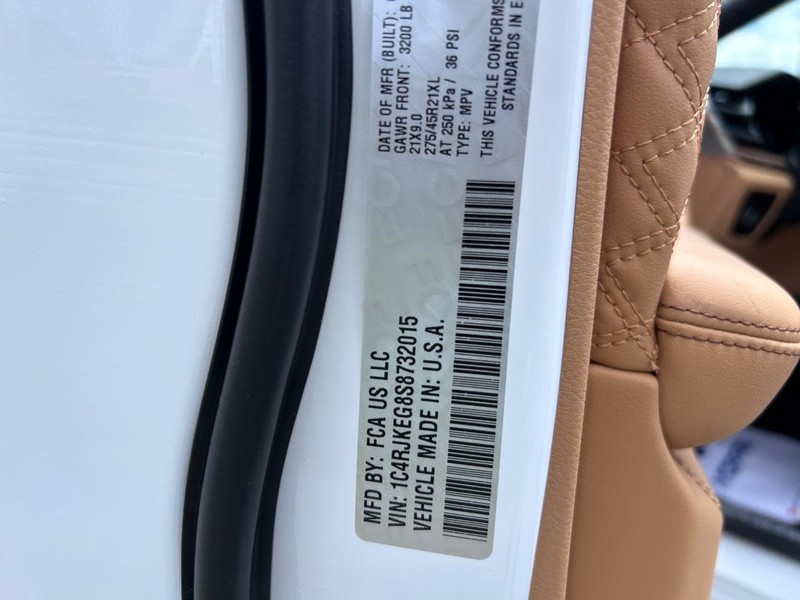 MFD BY: FCA US LLC
VIN: 1C4RJKEG8S8732015
VEHICLE MADE IN: U.S.A.
DATE OF MFR (BUILT):
GAWR FRONT: 3200 LB
21X9.0
275/45R21XL
AT 250 kPa / 36 PSI
TYPE: MPV
THIS VEHICLE CONFORMS
STANDARDS IN E